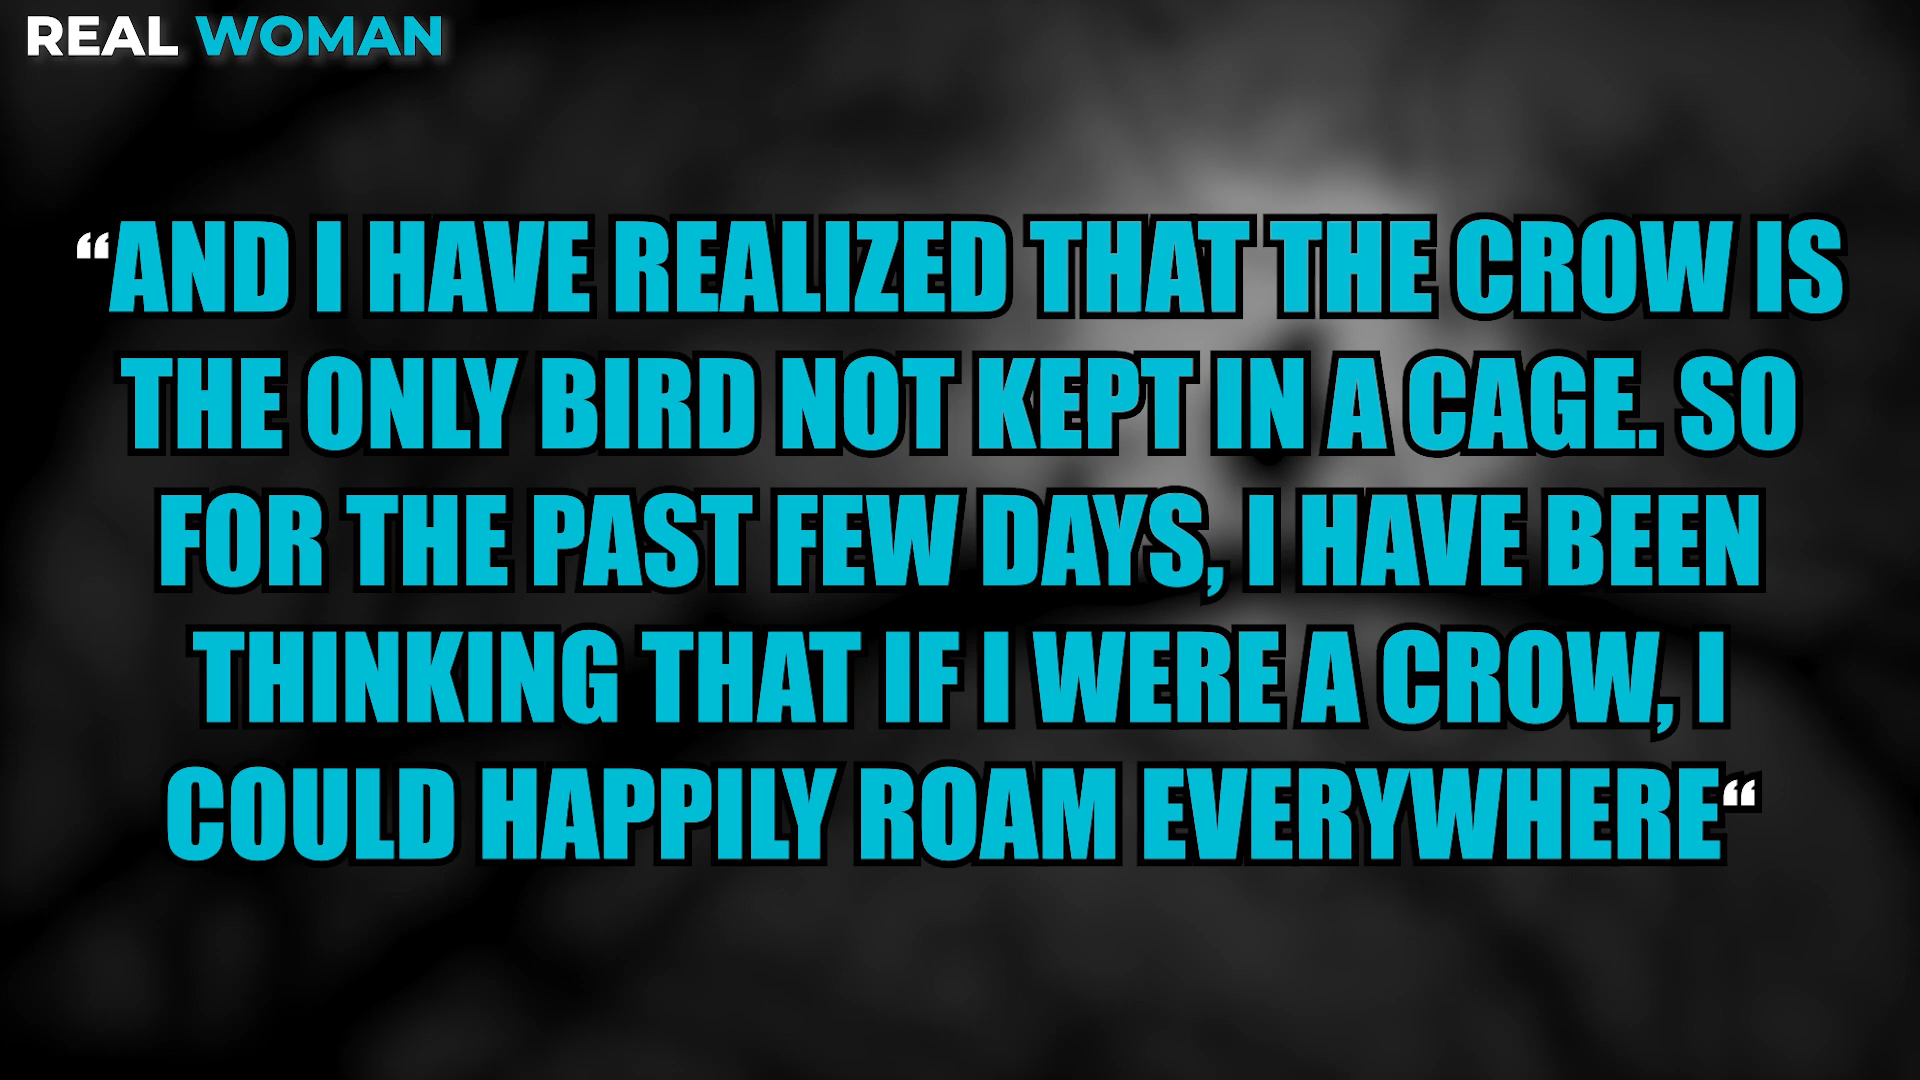 REAL WOMAN
“AND I HAVE REALIZED THAT THE CROW IS
THE ONLY BIRD NOT KEPT IN A CAGE. SO
FOR THE PAST FEW DAYS, I HAVE BEEN
THINKING THAT IF I WERE A CROW, I
COULD HAPPILY ROAM EVERYWHERE“